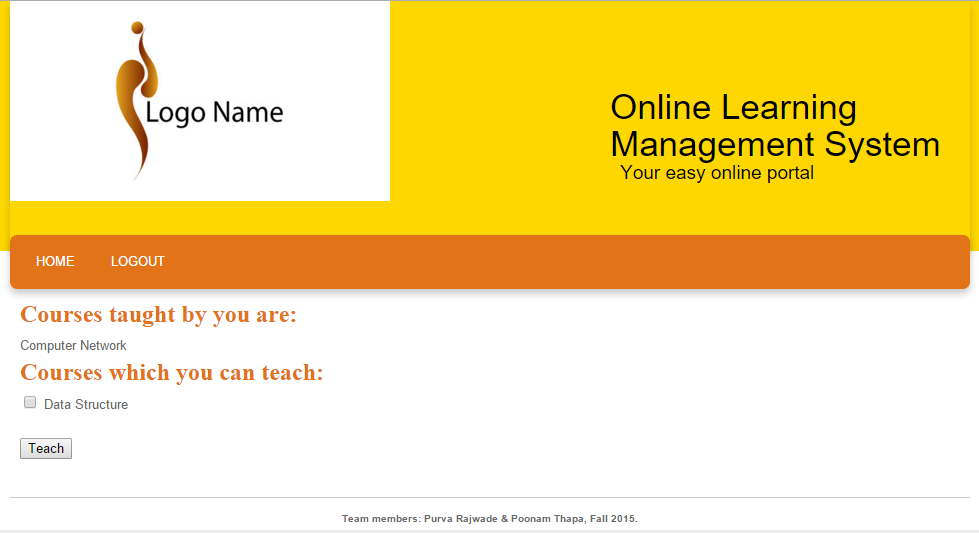 Logo Name
Online Learning
Management System
Your easy online portal
HOME LOGOUT
Courses taught by you are:
Computer Network
Courses which you can teach:
Data Structure
Teach
Team members: Purva Rajwade & Poonam Thapa, Fall 2015.